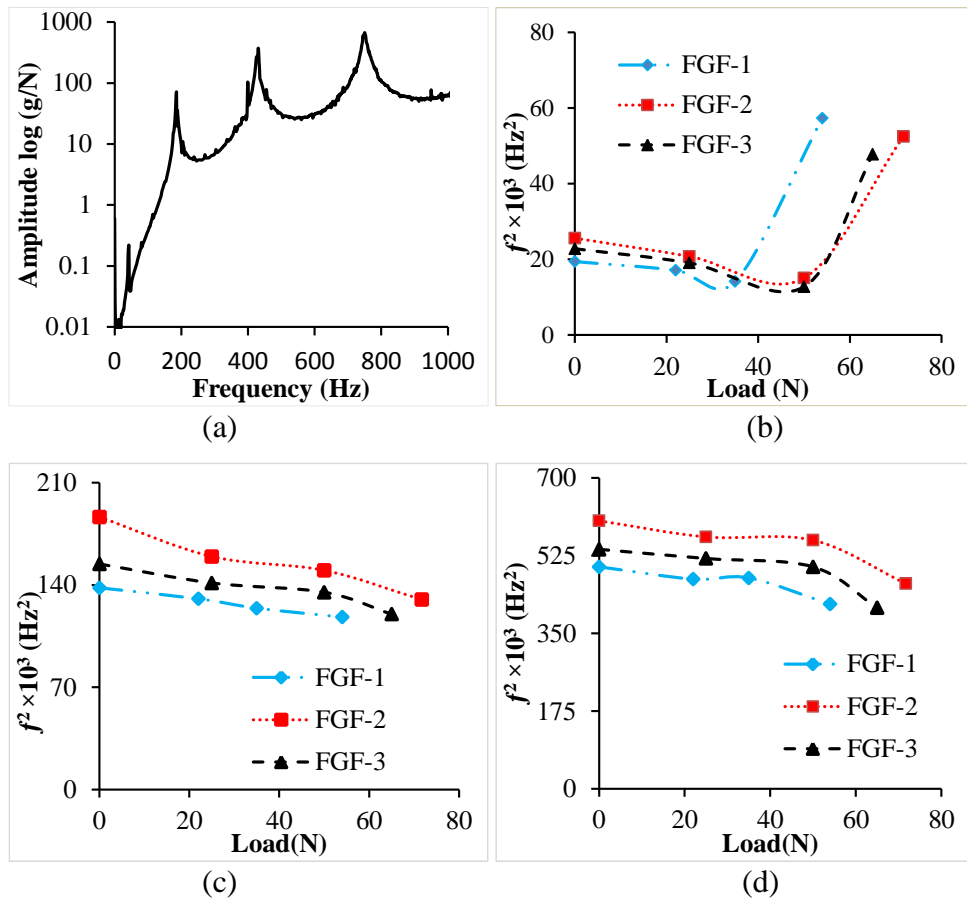 1000
100
10
1
0.1
0.01
Amplitude log (g/N)
0 200 400 600 800 1000
Frequency (Hz)
(a)
80
60
40
20
0
f² ×10³ (Hz²)
FGF-1
FGF-2
FGF-3
0 20 40 60 80
Load (N)
(b)
210
140
70
0
f² ×10³ (Hz²)
FGF-1
FGF-2
FGF-3
0 20 40 60 80
Load(N)
(c)
700
525
350
175
0
f² ×10³ (Hz²)
FGF-1
FGF-2
FGF-3
0 20 40 60 80
Load(N)
(d)